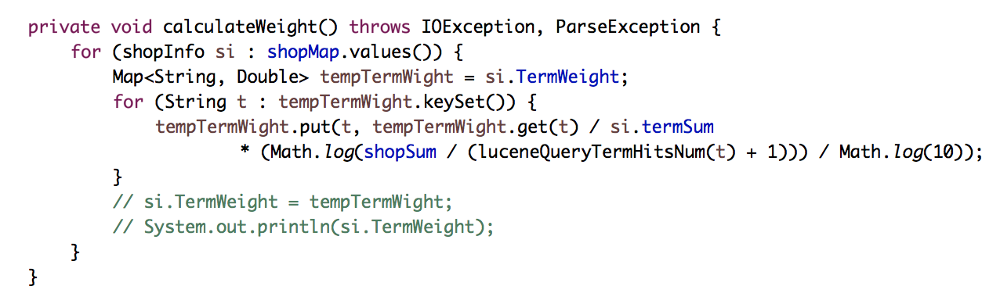 private void calculateWeight() throws IOException, ParseException {
for (shopInfo si : shopMap.values()) {
Map<String, Double> tempTermWight = si.TermWeight;
for (String t : tempTermWight.keySet()) {
tempTermWight.put(t, tempTermWight.get(t) / si.termSum
* (Math.log(shopSum / (luceneQueryTermHitsNum(t) + 1))) / Math.log(10));
}
// si.TermWeight = tempTermWight;
// System.out.println(si.TermWeight);
}
}